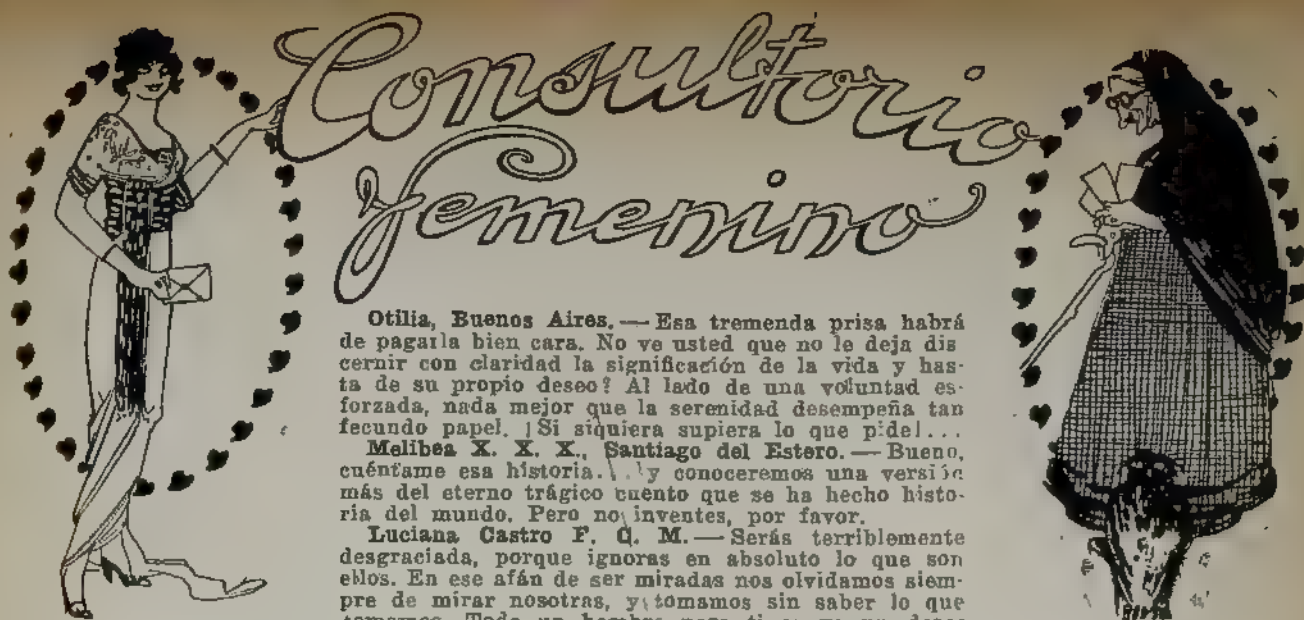 Consultorio
Femenino
Otilia, Buenos Aires. — Esa tremenda prisa habrá
de pagarla bien cara. No ve usted que no le deja dis
cernir con claridad la significación de la vida y has-
ta de su propio deseo? Al lado de una voluntad es-
forzada, nada mejor que la serenidad desempeña tan
fecundo papel. ¡Si siquiera supiera lo que pide!...
Melibea X. X. X., Santiago del Estero. — Bueno,
cuéntame esa historia... y conoceremos una versión
más del eterno trágico cuento que se ha hecho histo-
ria del mundo. Pero no inventes, por favor.
Luciana Castro F. C. M. — Serás terriblemente
desgraciada, porque ignoras en absoluto lo que son
ellos. En ese afán de ser miradas nos olvidamos siem-
pre de mirar nosotras, y tomamos sin saber lo que
tomamos. Todo un hombre para ti